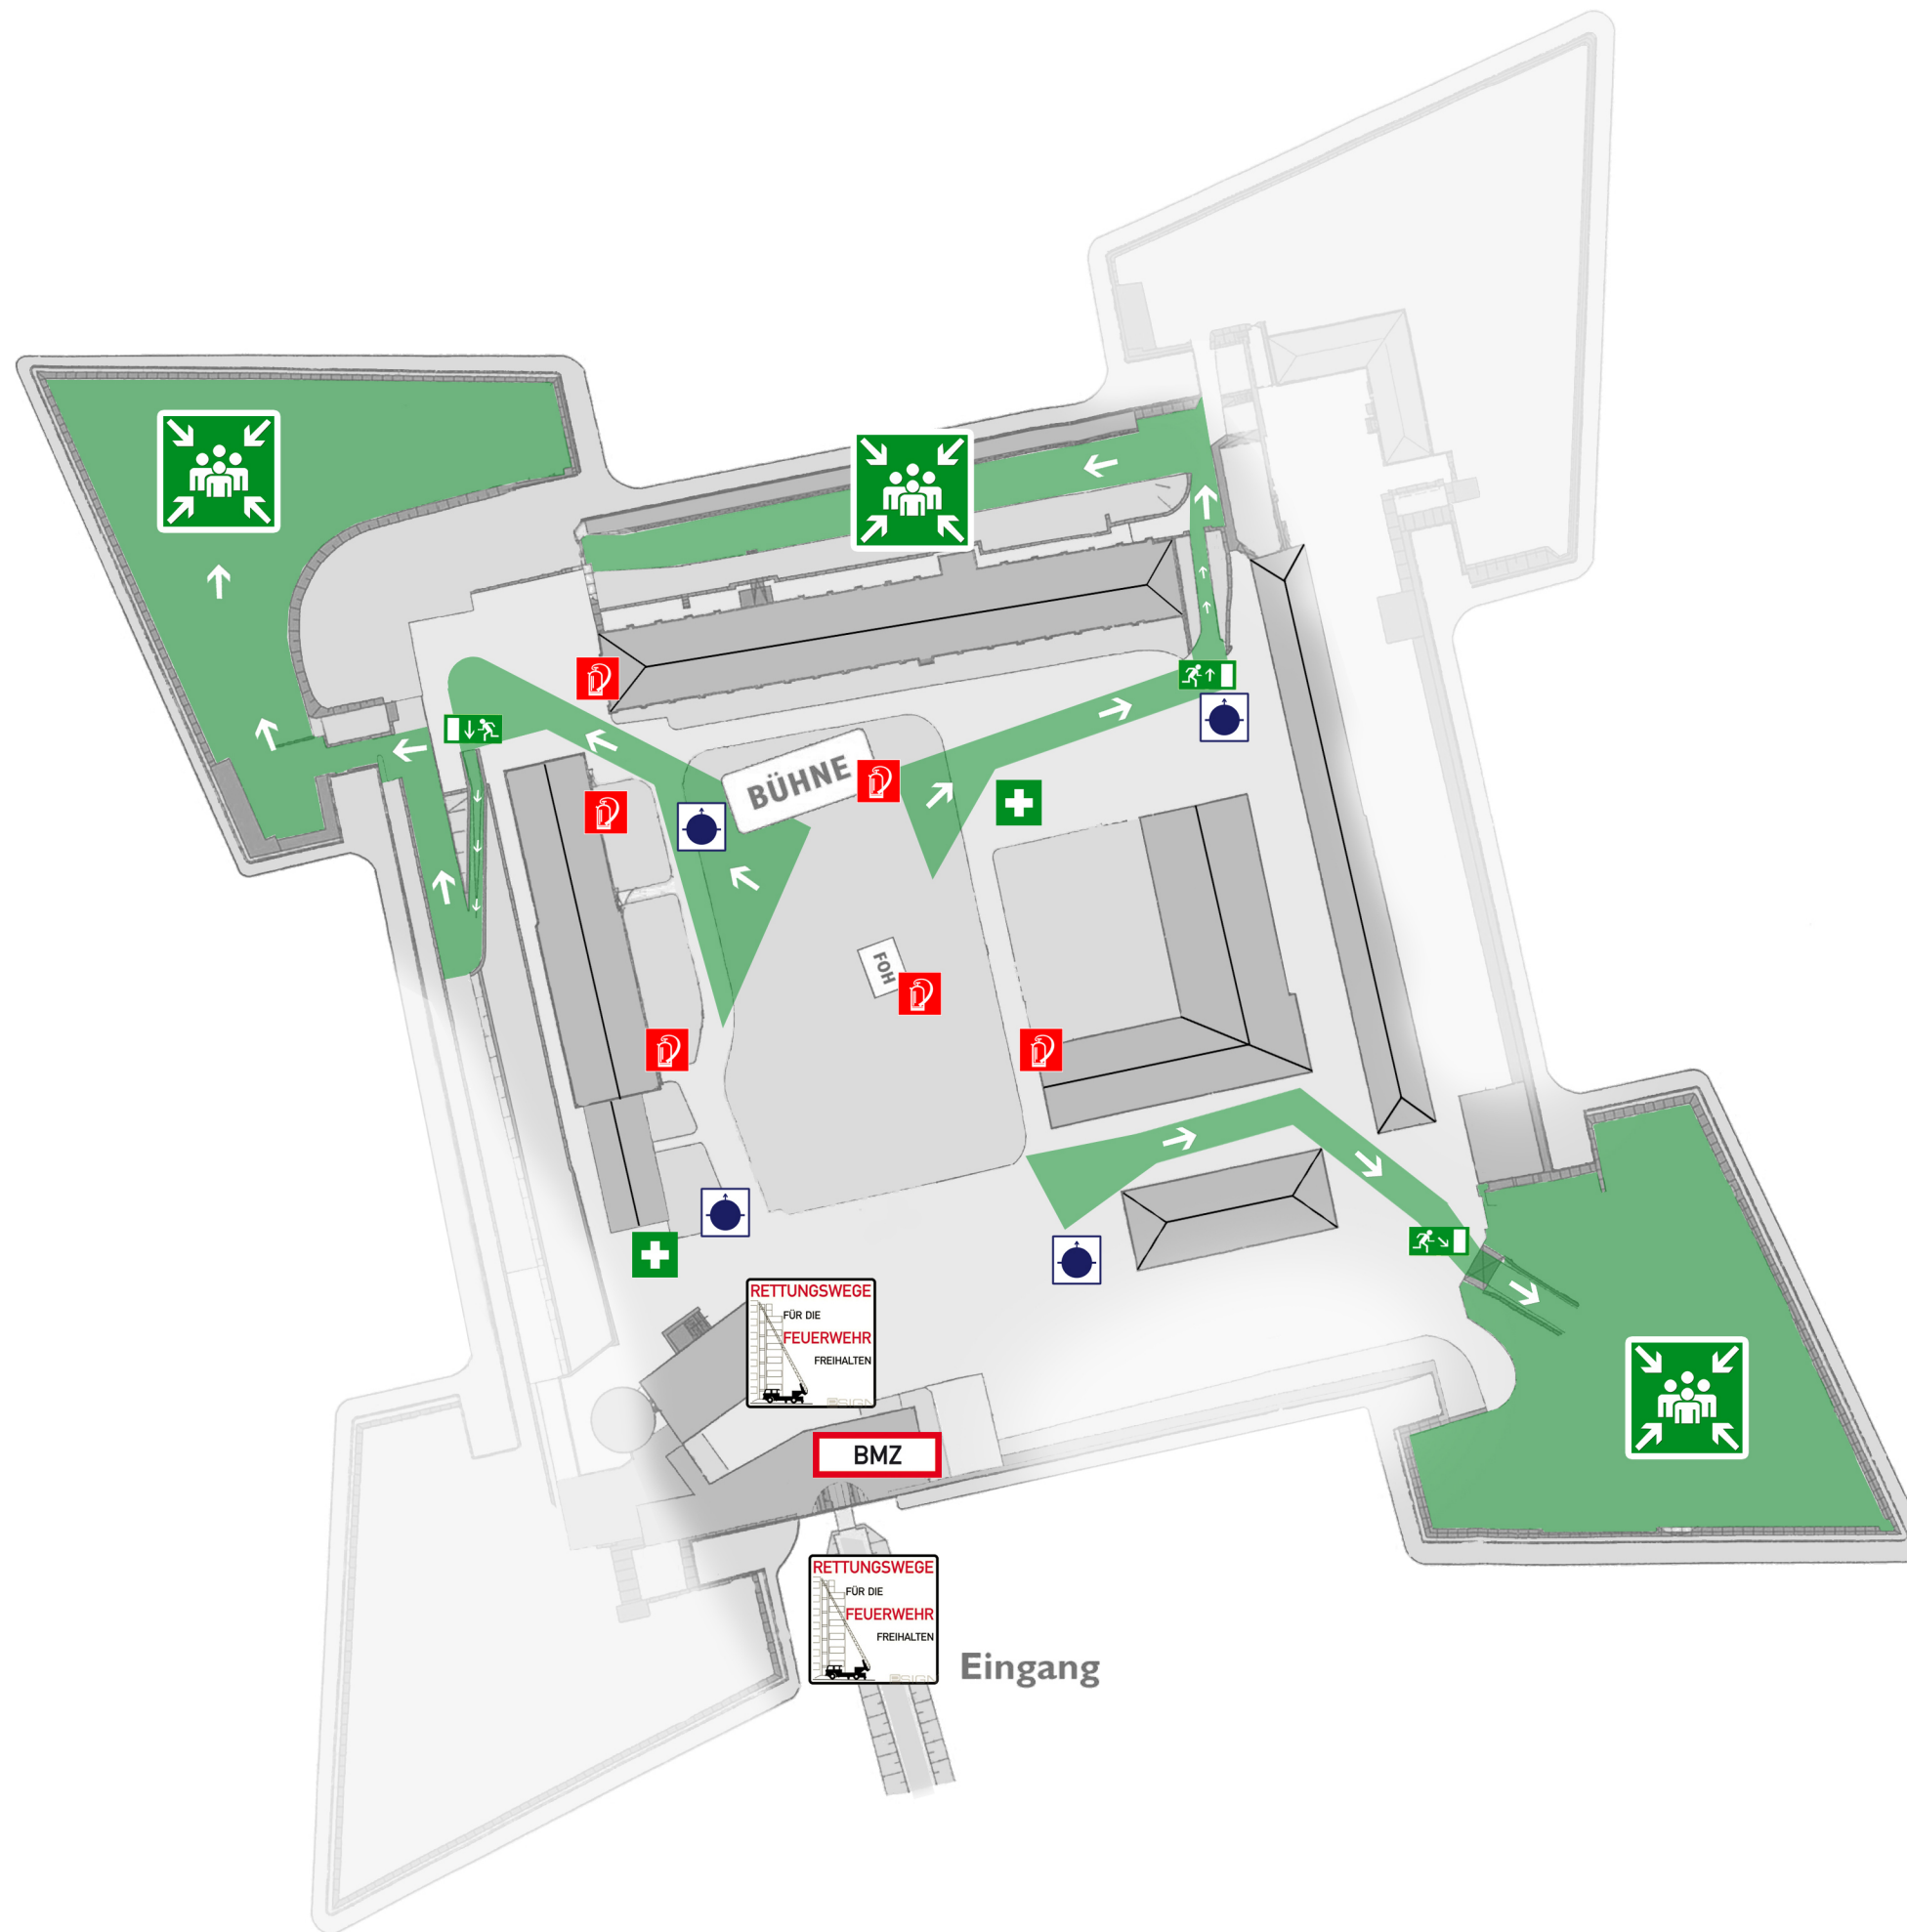 BÜHNE
FOH
RETTUNGSWEGE
FÜR DIE
FEUERWEHR
FREIHALTEN
BMZ
RETTUNGSWEGE
FÜR DIE
FEUERWEHR
FREIHALTEN
Eingang